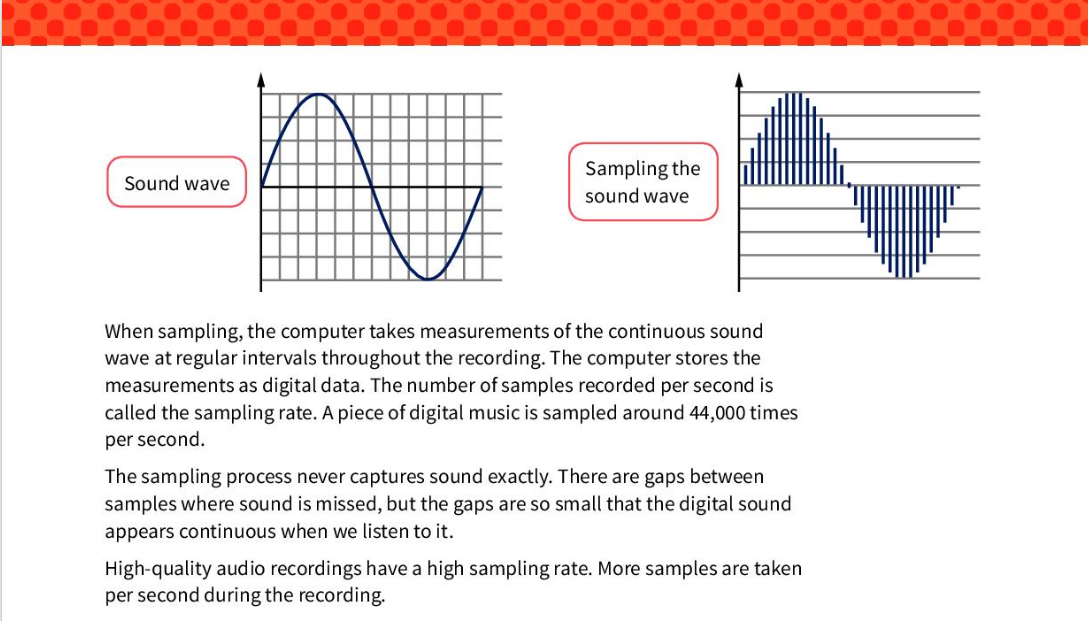 Sound wave
Sampling the
sound wave
When sampling, the computer takes measurements of the continuous sound
wave at regular intervals throughout the recording. The computer stores the
measurements as digital data. The number of samples recorded per second is
called the sampling rate. A piece of digital music is sampled around 44,000 times
per second.
The sampling process never captures sound exactly. There are gaps between
samples where sound is missed, but the gaps are so small that the digital sound
appears continuous when we listen to it.
High-quality audio recordings have a high sampling rate. More samples are taken
per second during the recording.